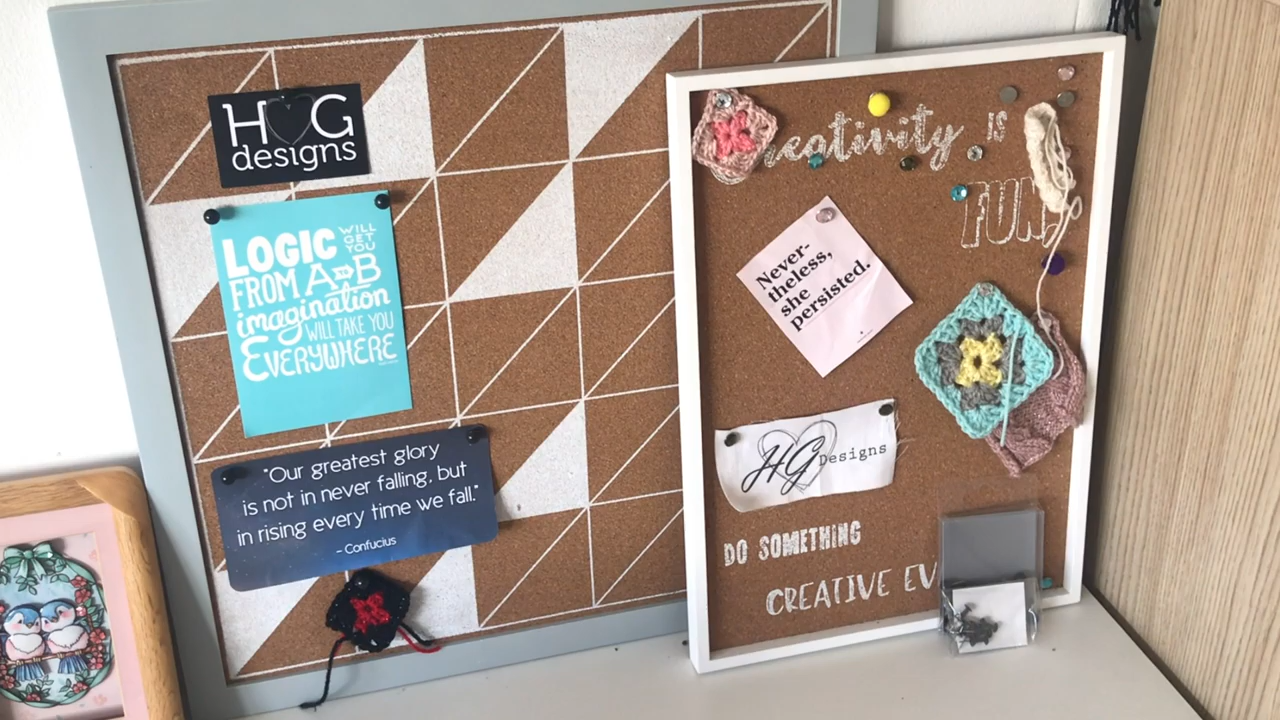 H G
designs
LOGIC WILL GET YOU
FROM A TO B
imagination
WILL TAKE YOU
EVERYWHERE
"Our greatest glory
is not in never falling, but
in rising every time we fall."
- Confucius
reativity IS
FUN
Never-
theless,
she
persisted.
HG Designs
DO SOMETHING
CREATIVE EV